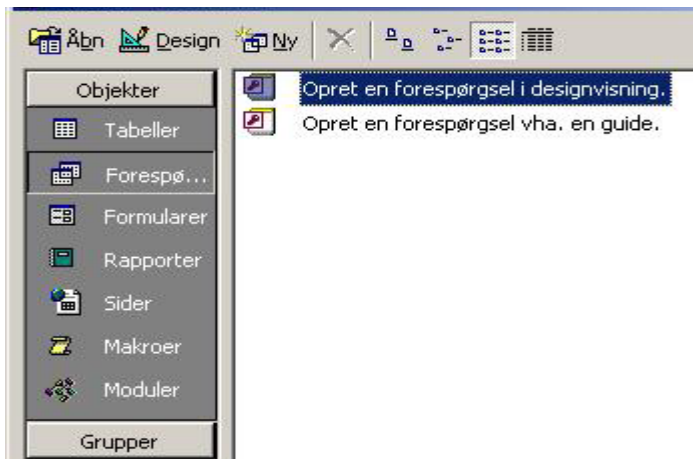 Åbn Design Ny
Objekter
Tabeller
Forespø...
Formularer
Rapporter
Sider
Makroer
Moduler
Grupper
Opret en forespørgsel i designvisning.
Opret en forespørgsel vha. en guide.